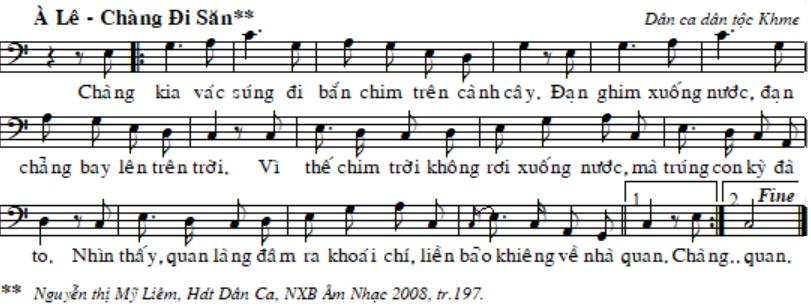 À Lê - Chàng Đi Săn**
Dân ca dân tộc Khme
Chàng kia vác súng đi bắn chim trên cành cây. Đạn ghim xuống nước, đạn
chẳng bay lên trên trời. Vì thế chim trời không rơi xuống nước, mà trúng con kỳ đà
1. 2. Fine
to. Nhìn thấy, quan làng đâm ra khoái chí, liền bảo khiêng về nhà quan. Chàng.. quan.
** Nguyễn thị Mỹ Liêm, Hát Dân Ca, NXB Âm Nhạc 2008, tr.197.